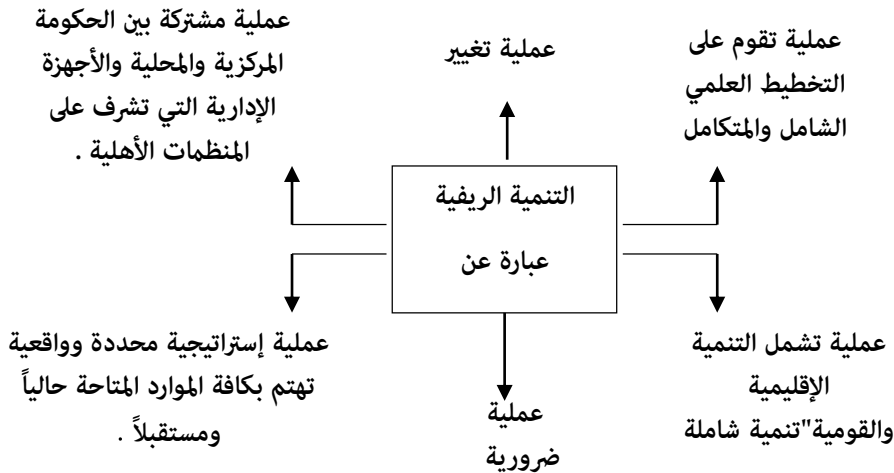 عملية تقوم على
التخطيط العلمي
الشامل والمتكامل
عملية تغيير
عملية مشتركة بين الحكومة
المركزية والمحلية والأجهزة
الإدارية التي تشرف على
المنظمات الأهلية .
التنمية الريفية
عبارة عن
عملية تشمل التنمية
الإقليمية
والقومية"تنمية شاملة
عملية
ضرورية
عملية إستراتيجية محددة وواقعية
تهتم بكافة الموارد المتاحة حالياً
ومستقبلاً .